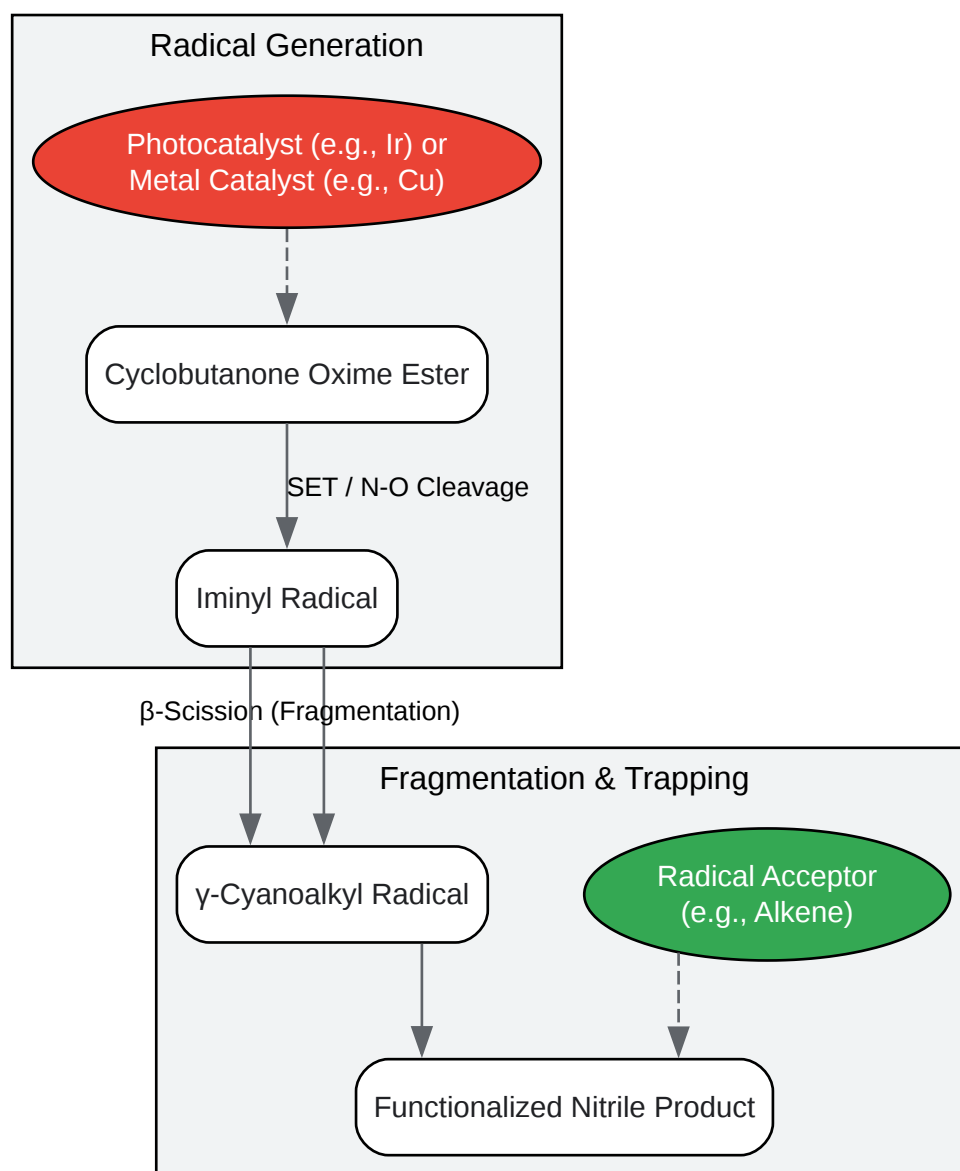 Radical Generation
Photocatalyst (e.g., Ir) or
Metal Catalyst (e.g., Cu)
Cyclobutanone Oxime Ester
SET / N-O Cleavage
Iminyl Radical
β-Scission (Fragmentation)
Fragmentation & Trapping
γ-Cyanoalkyl Radical
Radical Acceptor
(e.g., Alkene)
Functionalized Nitrile Product